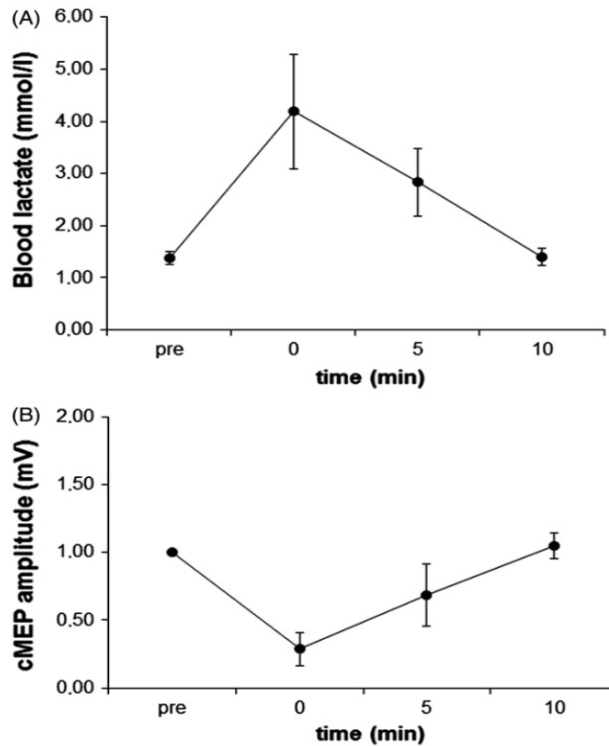 (A)
Blood lactate (mmol/l)
6.00
5.00
4.00
3.00
2.00
1.00
0.00
pre 0 5 10
time (min)
(B)
cMEP amplitude (mV)
2.00
1.50
1.00
0.50
0.00
pre 0 5 10
time (min)